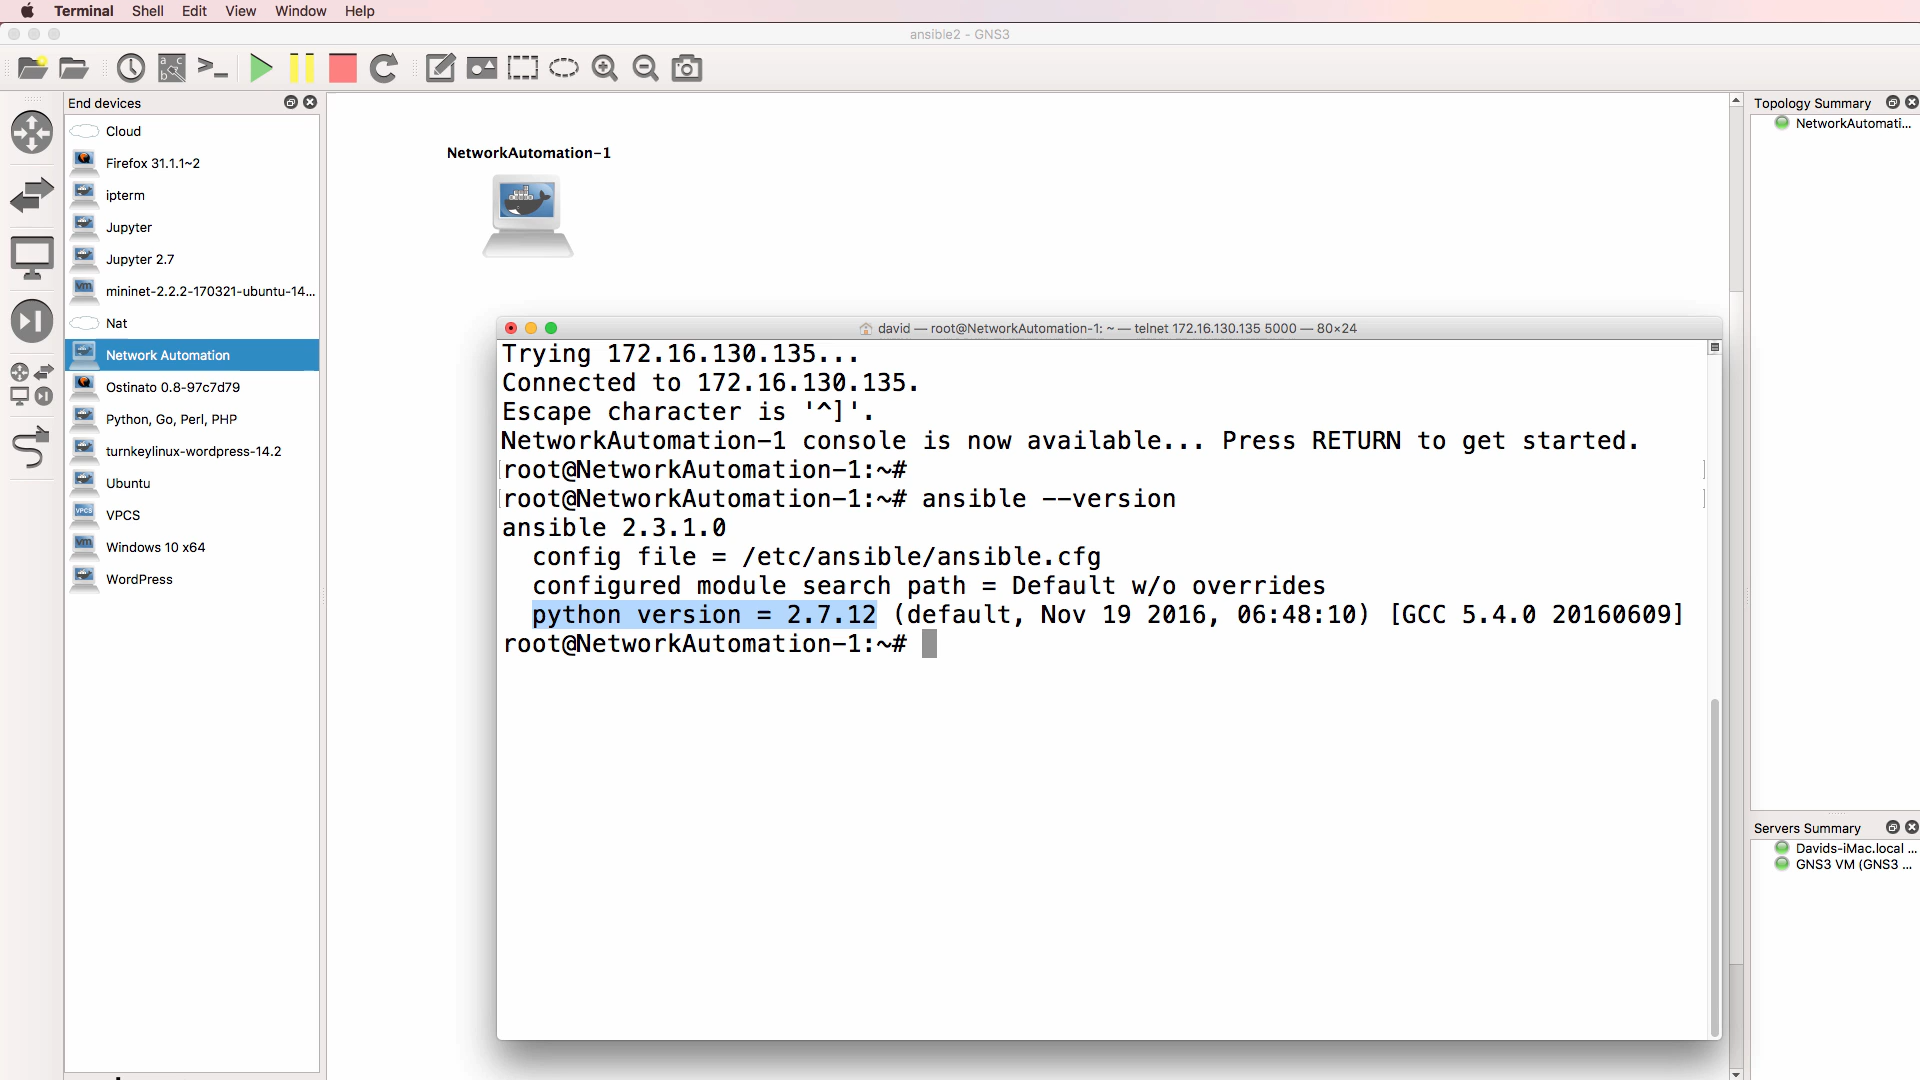 Terminal Shell Edit View Window Help
ansible2 - GNS3
End devices
Cloud
Firefox 31.1.1~2
ipterm
Jupyter
Jupyter 2.7
mininet-2.2.2-170321-ubuntu-14...
Nat
Network Automation
Ostinato 0.8-97c7d79
Python, Go, Perl, PHP
turnkeylinux-wordpress-14.2
Ubuntu
VPCS
Windows 10 x64
WordPress
NetworkAutomation-1
david — root@NetworkAutomation-1: ~ — telnet 172.16.130.135 5000 — 80×24
Trying 172.16.130.135...
Connected to 172.16.130.135.
Escape character is '^]'.
NetworkAutomation-1 console is now available... Press RETURN to get started.
root@NetworkAutomation-1:~#
root@NetworkAutomation-1:~# ansible --version
ansible 2.3.1.0
config file = /etc/ansible/ansible.cfg
configured module search path = Default w/o overrides
python version = 2.7.12 (default, Nov 19 2016, 06:48:10) [GCC 5.4.0 20160609]
root@NetworkAutomation-1:~#
Topology Summary
NetworkAutomati...
Servers Summary
Davids-iMac.local ...
GNS3 VM (GNS3 ...